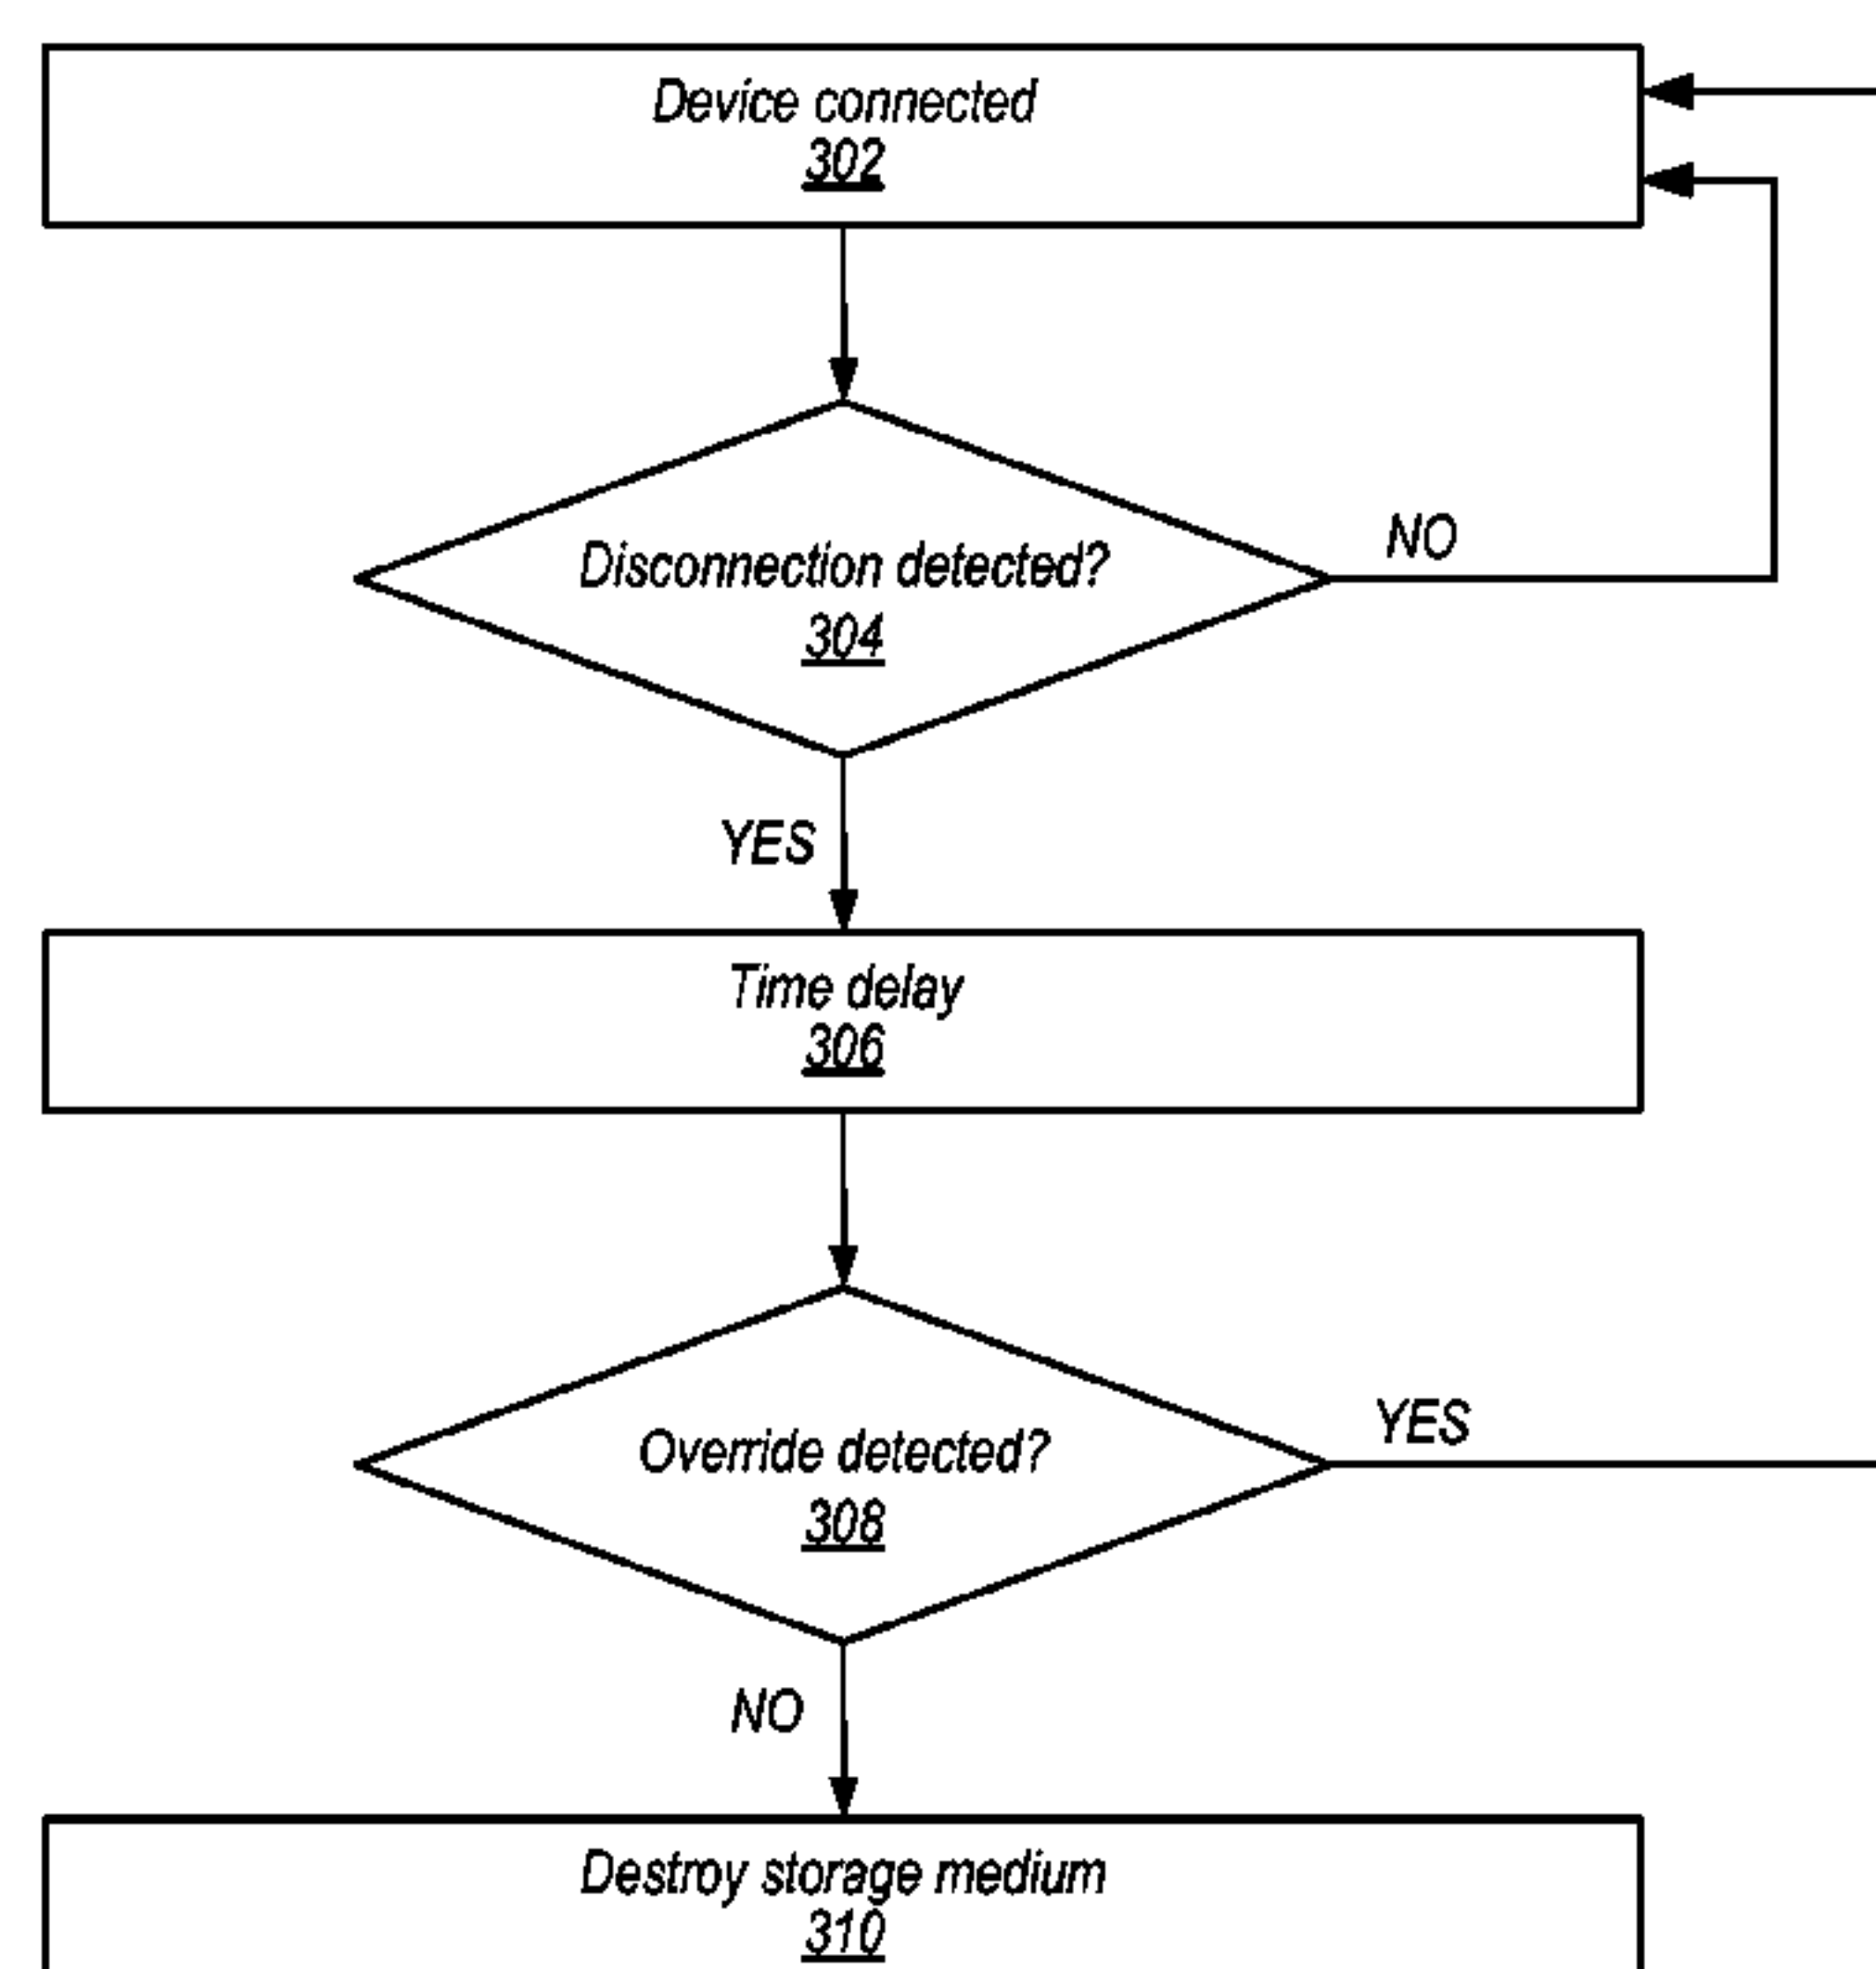 Device connected
302
Disconnection detected?
304
NO
YES
Time delay
306
Override detected?
308
YES
NO
Destroy storage medium
310